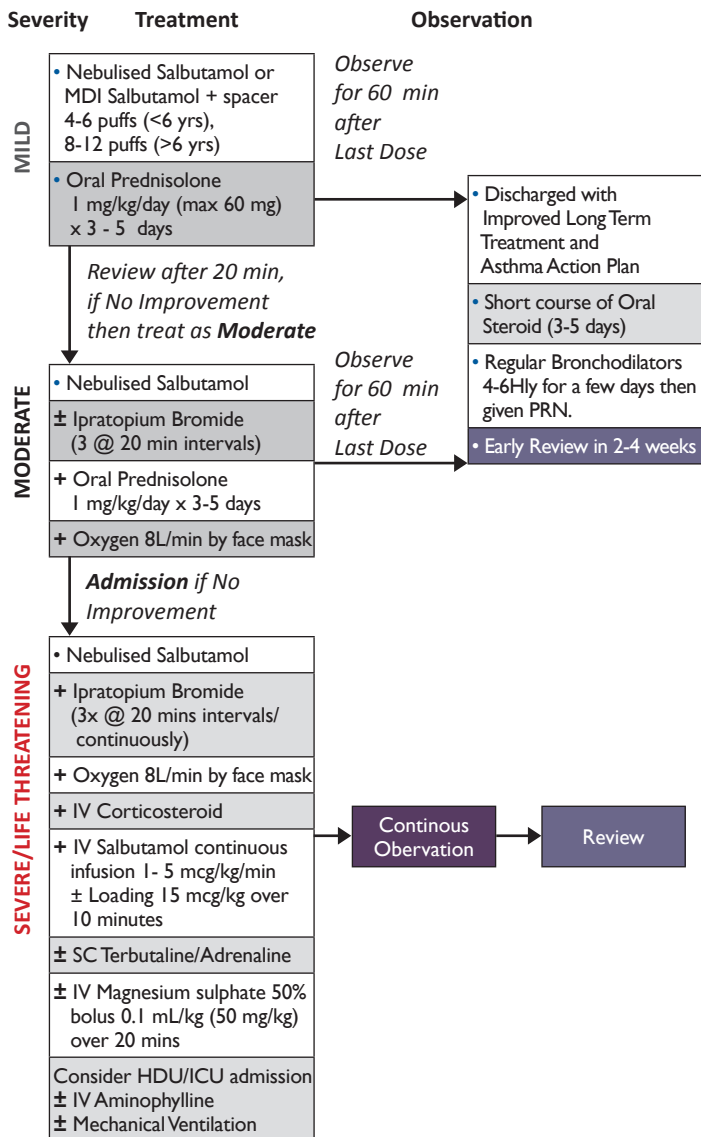 Severity Treatment Observation
MILD
• Nebulised Salbutamol or
MDI Salbutamol + spacer
4-6 puffs (<6 yrs),
8-12 puffs (>6 yrs)
• Oral Prednisolone
1 mg/kg/day (max 60 mg)
x 3 - 5 days
Observe
for 60 min
after
Last Dose
Review after 20 min,
if No Improvement
then treat as Moderate
• Discharged with
Improved Long Term
Treatment and
Asthma Action Plan
• Short course of Oral
Steroid (3-5 days)
• Regular Bronchodilators
4-6Hly for a few days then
given PRN.
• Early Review in 2-4 weeks
MODERATE
• Nebulised Salbutamol
± Ipratopium Bromide
(3 @ 20 min intervals)
+ Oral Prednisolone
1 mg/kg/day x 3-5 days
+ Oxygen 8L/min by face mask
Observe
for 60 min
after
Last Dose
Admission if No
Improvement
SEVERE/LIFE THREATENING
• Nebulised Salbutamol
+ Ipratopium Bromide
(3x @ 20 mins intervals/
continuously)
+ Oxygen 8L/min by face mask
+ IV Corticosteroid
+ IV Salbutamol continuous
infusion 1- 5 mcg/kg/min
± Loading 15 mcg/kg over
10 minutes
± SC Terbutaline/Adrenaline
± IV Magnesium sulphate 50%
bolus 0.1 mL/kg (50 mg/kg)
over 20 mins
Consider HDU/ICU admission
± IV Aminophylline
± Mechanical Ventilation
Continous
Obervation
Review